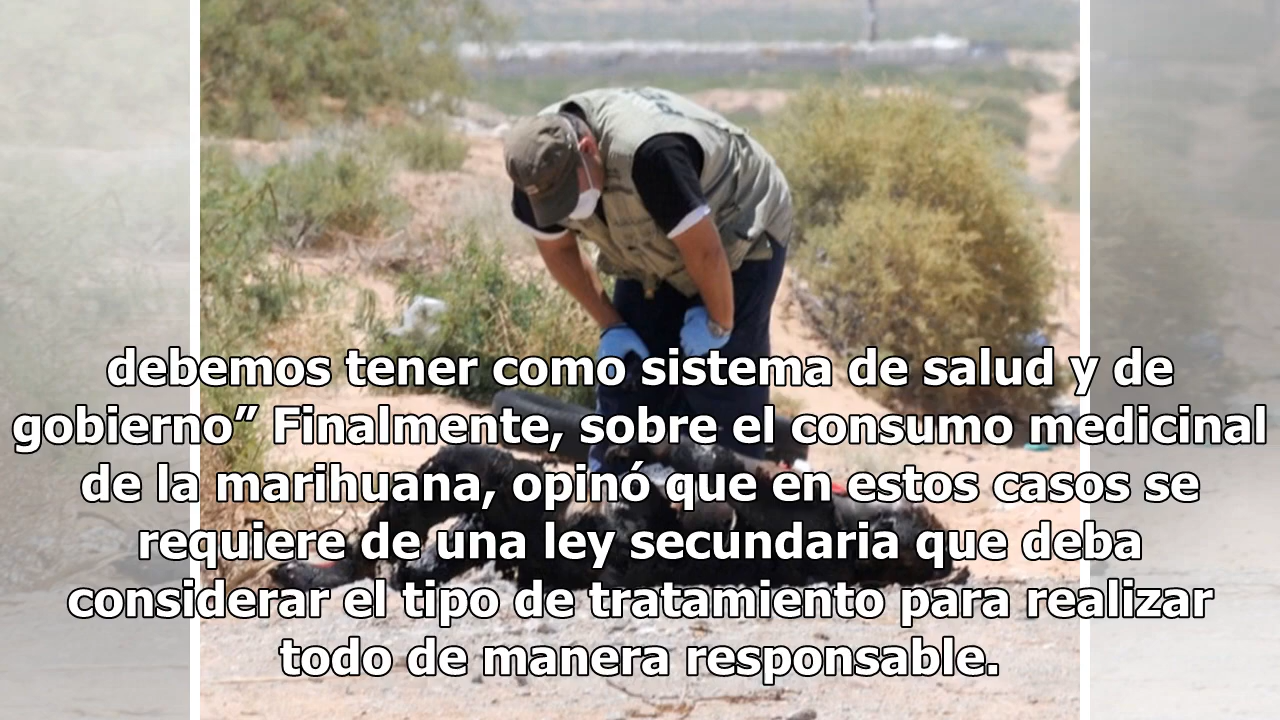 debemos tener como sistema de salud y de
gobierno” Finalmente, sobre el consumo medicinal
de la marihuana, opinó que en estos casos se
requiere de una ley secundaria que deba
considerar el tipo de tratamiento para realizar
todo de manera responsable.